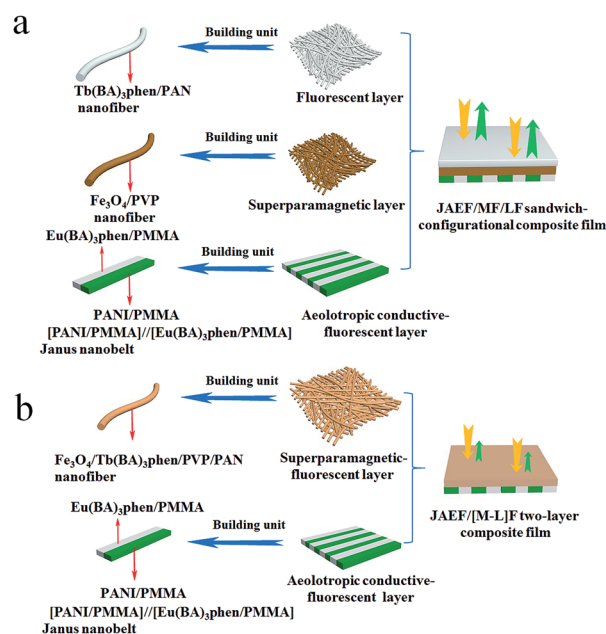 a
Building unit
Tb(BA)₃phen/PAN
nanofiber
Fluorescent layer
Building unit
Fe₃O₄/PVP
nanofiber
Superparamagnetic layer
JAEF/MF/LF sandwich-
configurational composite film
Eu(BA)₃phen/PMMA
Building unit
PANI/PMMA
[PANI/PMMA]//[Eu(BA)₃phen/PMMA]
Janus nanobelt
Aeolotropic conductive-
fluorescent layer
b
Building unit
Fe₃O₄/Tb(BA)₃phen/PVP/PAN
nanofiber
Superparamagnetic-
fluorescent layer
JAEF/[M-L]F two-layer
composite film
Eu(BA)₃phen/PMMA
Building unit
PANI/PMMA
[PANI/PMMA]//[Eu(BA)₃phen/PMMA]
Janus nanobelt
Aeolotropic conductive-
fluorescent layer